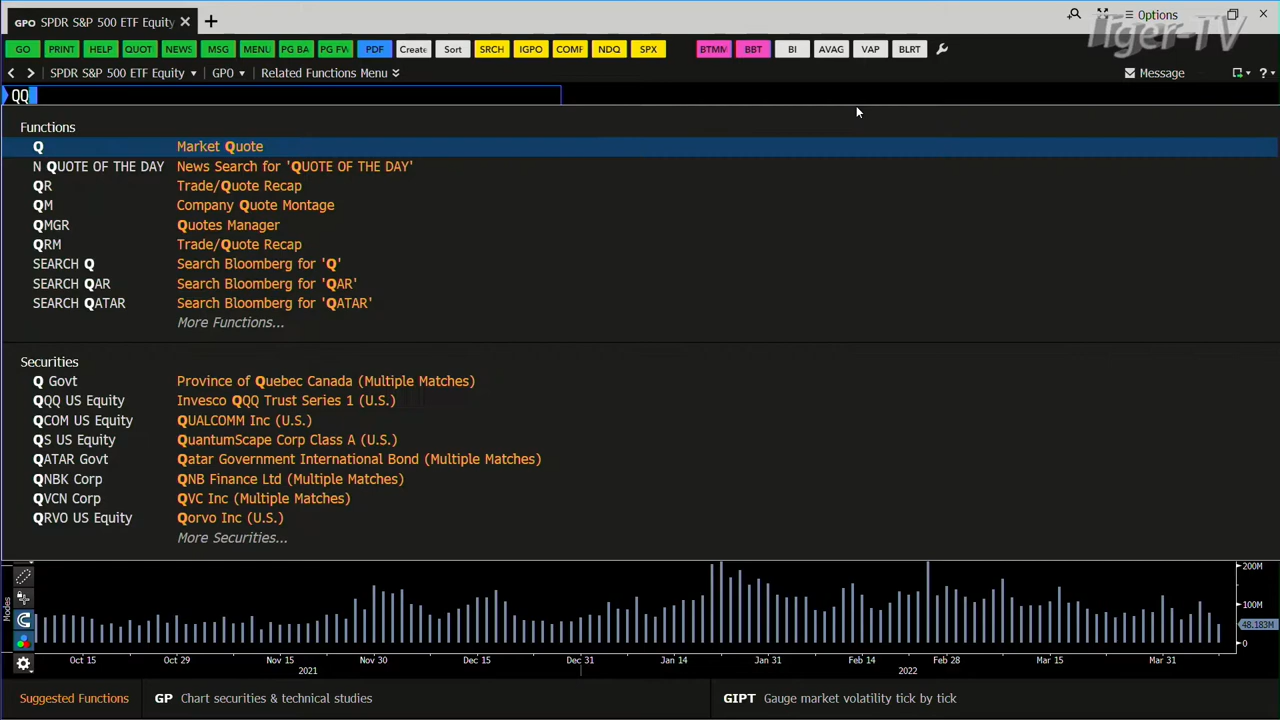 GPO SPDR S&P 500 ETF Equity
Options
Tiger-TV
GO PRINT HELP QUOT NEWS MSG MENU PG BA PG FW PDF Create Sort SRCH IGPO COMF NDQ SPX BTMM BBT BI AVAG VAP BLRT
SPDR S&P 500 ETF Equity GPO Related Functions Menu Message ?
QQ
Functions
Q Market Quote
N QUOTE OF THE DAY News Search for 'QUOTE OF THE DAY'
QR Trade/Quote Recap
QM Company Quote Montage
QMGR Quotes Manager
QRM Trade/Quote Recap
SEARCH Q Search Bloomberg for 'Q'
SEARCH QAR Search Bloomberg for 'QAR'
SEARCH QATAR Search Bloomberg for 'QATAR'
More Functions...
Securities
Q Govt Province of Quebec Canada (Multiple Matches)
QQQ US Equity Invesco QQQ Trust Series 1 (U.S.)
QCOM US Equity QUALCOMM Inc (U.S.)
QS US Equity QuantumScape Corp Class A (U.S.)
QATAR Govt Qatar Government International Bond (Multiple Matches)
QNBK Corp QNB Finance Ltd (Multiple Matches)
QVCN Corp QVC Inc (Multiple Matches)
QRVO US Equity Qorvo Inc (U.S.)
More Securities...
Modes
200M
100M
48.183M
0
Oct 15 Oct 29 Nov 15 Nov 30 Dec 15 Dec 31 Jan 14 Jan 31 Feb 14 Feb 28 Mar 15 Mar 31
2021 2022
Suggested Functions GP Chart securities & technical studies GIPT Gauge market volatility tick by tick